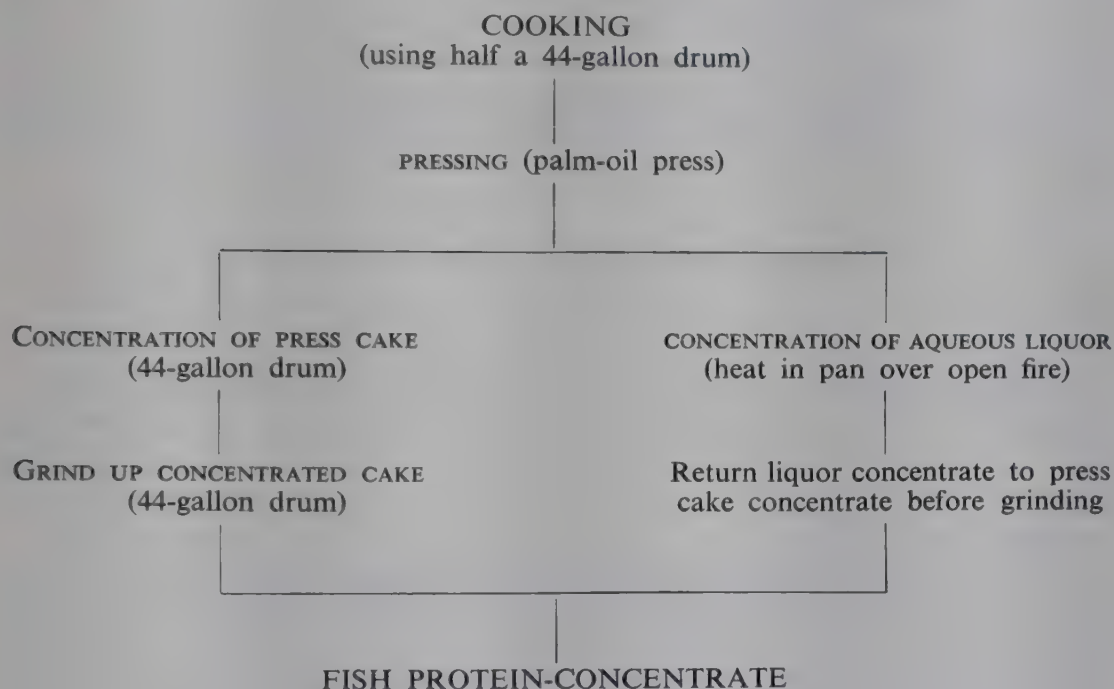 COOKING
(using half a 44-gallon drum)
PRESSING (palm-oil press)
CONCENTRATION OF PRESS CAKE
(44-gallon drum)
GRIND UP CONCENTRATED CAKE
(44-gallon drum)
CONCENTRATION OF AQUEOUS LIQUOR
(heat in pan over open fire)
Return liquor concentrate to press
cake concentrate before grinding
FISH PROTEIN-CONCENTRATE